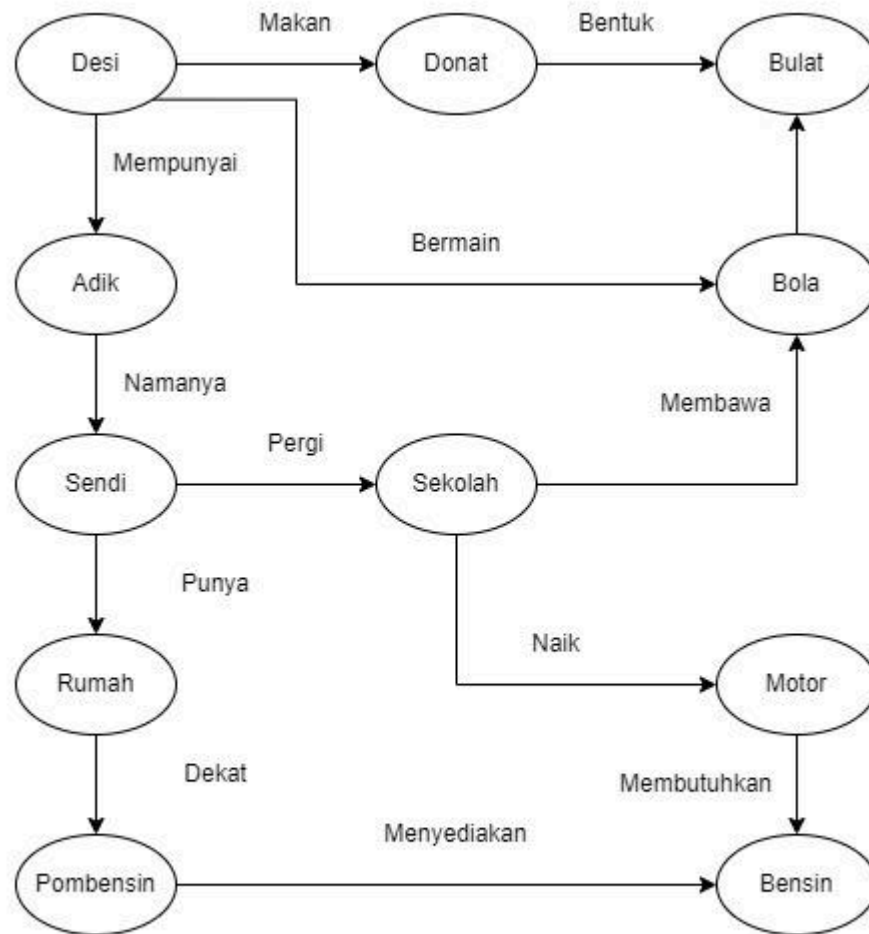 Makan
Bentuk
Desi
Donat
Bulat
Mempunyai
Bermain
Adik
Bola
Namanya
Membawa
Pergi
Sendi
Sekolah
Punya
Naik
Rumah
Motor
Dekat
Membutuhkan
Menyediakan
Pombensin
Bensin